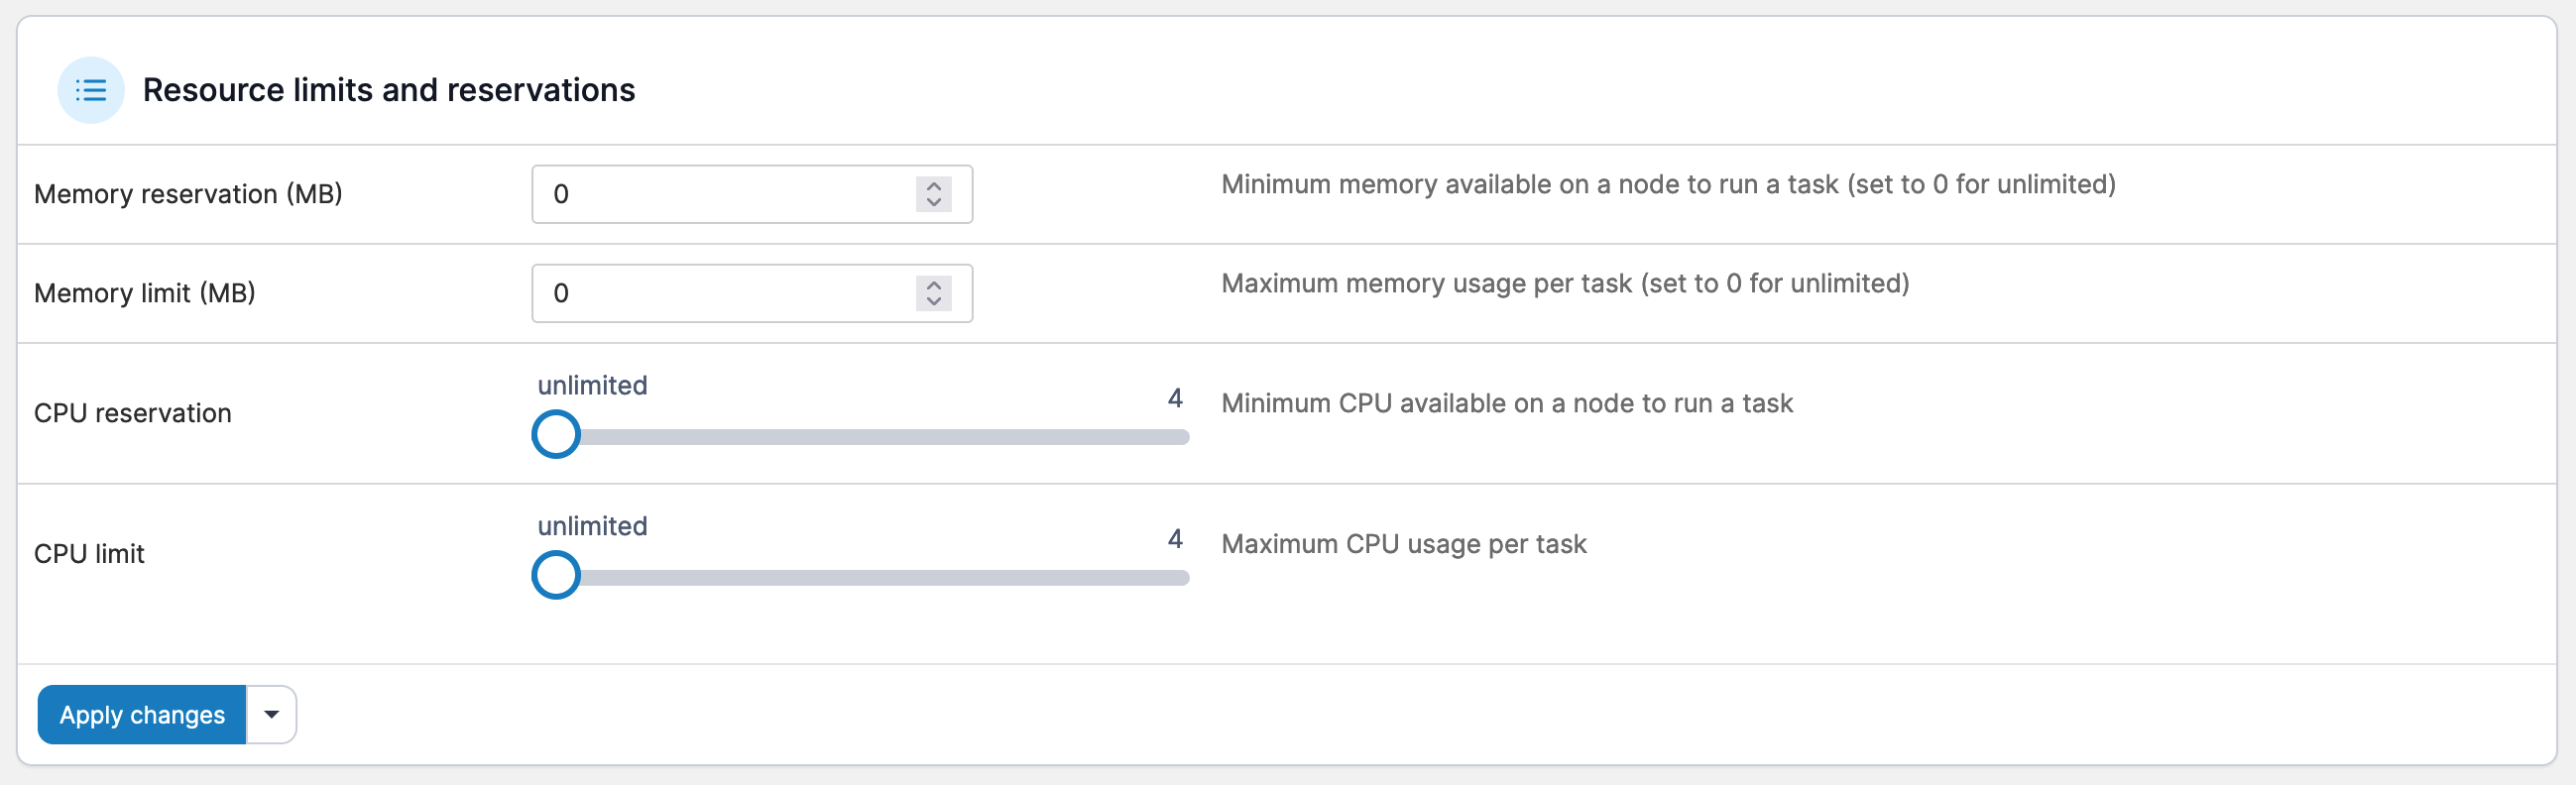 Resource limits and reservations
Memory reservation (MB)
0
Minimum memory available on a node to run a task (set to 0 for unlimited)
Memory limit (MB)
0
Maximum memory usage per task (set to 0 for unlimited)
CPU reservation
unlimited
4
Minimum CPU available on a node to run a task
CPU limit
unlimited
4
Maximum CPU usage per task
Apply changes